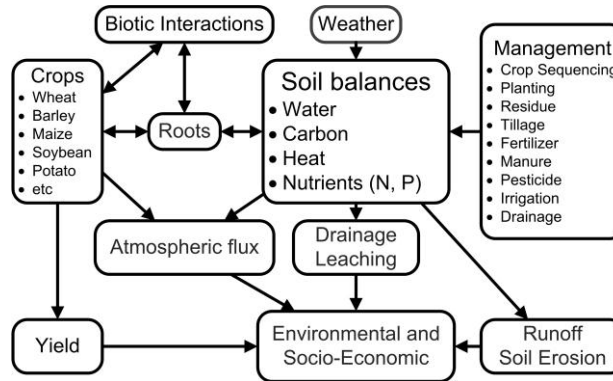 Biotic Interactions
Weather
Management
• Crop Sequencing
• Planting
• Residue
• Tillage
• Fertilizer
• Manure
• Pesticide
• Irrigation
• Drainage
Crops
• Wheat
• Barley
• Maize
• Soybean
• Potato
• etc
Roots
Soil balances
• Water
• Carbon
• Heat
• Nutrients (N, P)
Atmospheric flux
Drainage
Leaching
Yield
Environmental and
Socio-Economic
Runoff
Soil Erosion